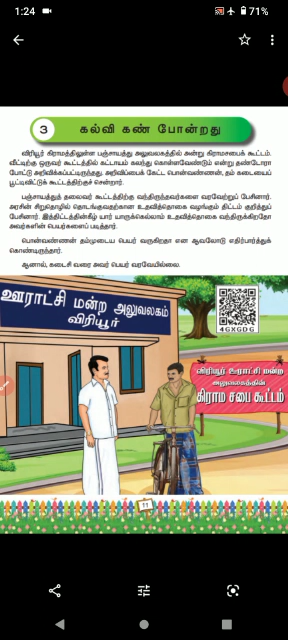 1:24
71%
3 கல்வி கண் போன்றது
விரியூர் கிராமத்திலுள்ள பஞ்சாயத்து அலுவலகத்தில் அன்று கிராமசபைக் கூட்டம்.
வீட்டிற்கு ஒருவர் கூட்டத்தில் கட்டாயம் கலந்து கொள்ளவேண்டும் என்று தண்டோரா
போட்டு அறிவிக்கப்பட்டிருந்தது. அறிவிப்பைக் கேட்ட பொன்வண்ணன், தம் கடையைப்
பூட்டிவிட்டுக் கூட்டத்திற்குச் சென்றார்.
பஞ்சாயத்துத் தலைவர் கூட்டத்திற்கு வந்திருந்தவர்களை வரவேற்றுப் பேசினார்.
அரசின் சிறுதொழில் தொடங்குவதற்கான உதவித்தொகை வழங்கும் திட்டம் குறித்துப்
பேசினார். இத்திட்டத்தின்கீழ் யார் யாருக்கெல்லாம் உதவித்தொகை வந்திருக்கிறதோ
அவர்களின் பெயர்களைப் படித்தார்.
பொன்வண்ணன் தம்முடைய பெயர் வருகிறதா என ஆவலோடு எதிர்பார்த்துக்
கொண்டிருந்தார்.
ஆனால், கடைசி வரை அவர் பெயர் வரவேயில்லை.
ஊராட்சி மன்ற அலுவலகம்
விரியூர்
4GXGDG
விரியூர் ஊராட்சி மன்ற
அலுவலகத்தின்
கிராம சபை கூட்டம்
11